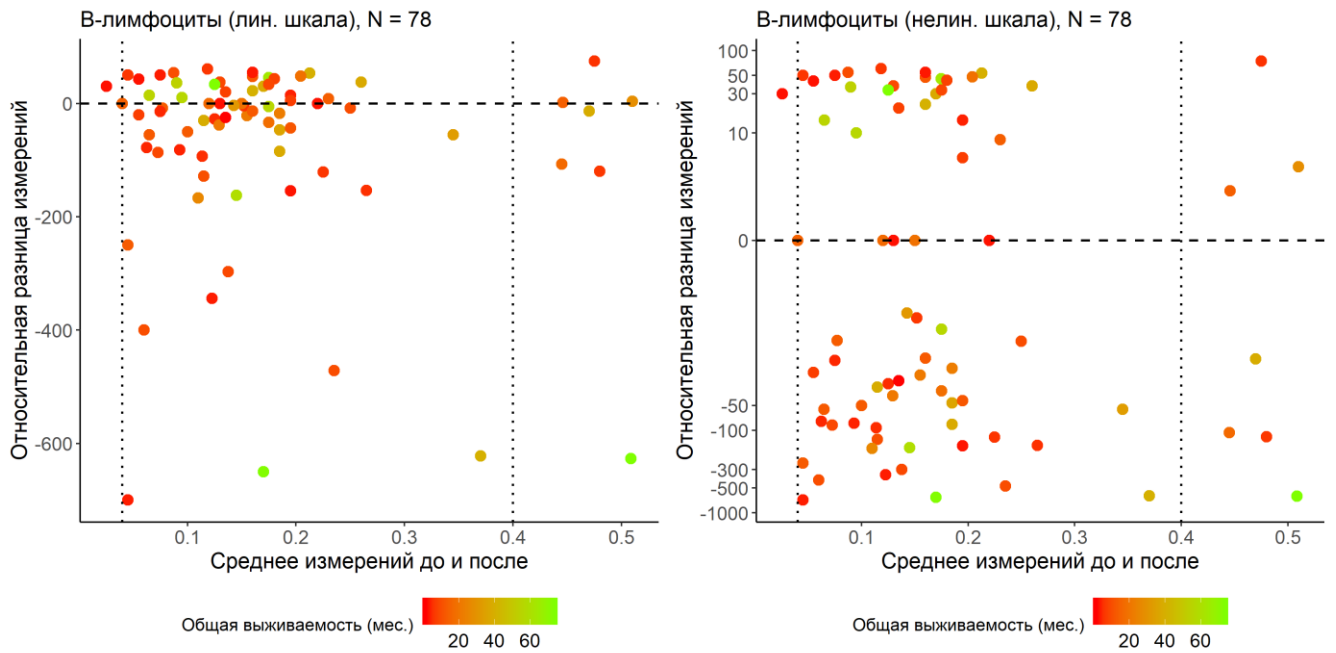 В-лимфоциты (лин. шкала), N = 78
Относительная разница измерений
0
-200
-400
-600
0.1 0.2 0.3 0.4 0.5
Среднее измерений до и после
Общая выживаемость (мес.)
20 40 60
В-лимфоциты (нелин. шкала), N = 78
Относительная разница измерений
100
50
30
10
0
-50
-100
-300
-500
-1000
0.1 0.2 0.3 0.4 0.5
Среднее измерений до и после
Общая выживаемость (мес.)
20 40 60